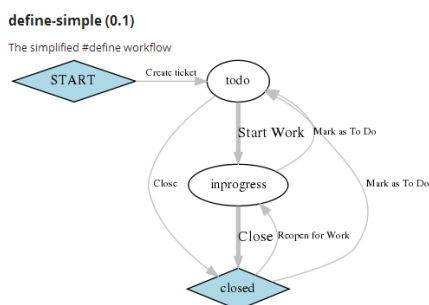 define-simple (0.1)
The simplified #define workflow
START
Create ticket
todo
Start Work
Mark as To Do
Close
inprogress
Mark as To Do
Close
Reopen for Work
closed